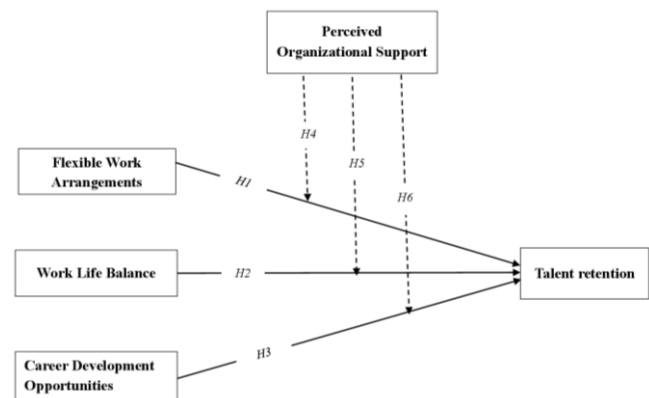 Perceived
Organizational Support
H4
H5
H6
Flexible Work
Arrangements
H1
Work Life Balance
H2
Talent retention
H3
Career Development
Opportunities